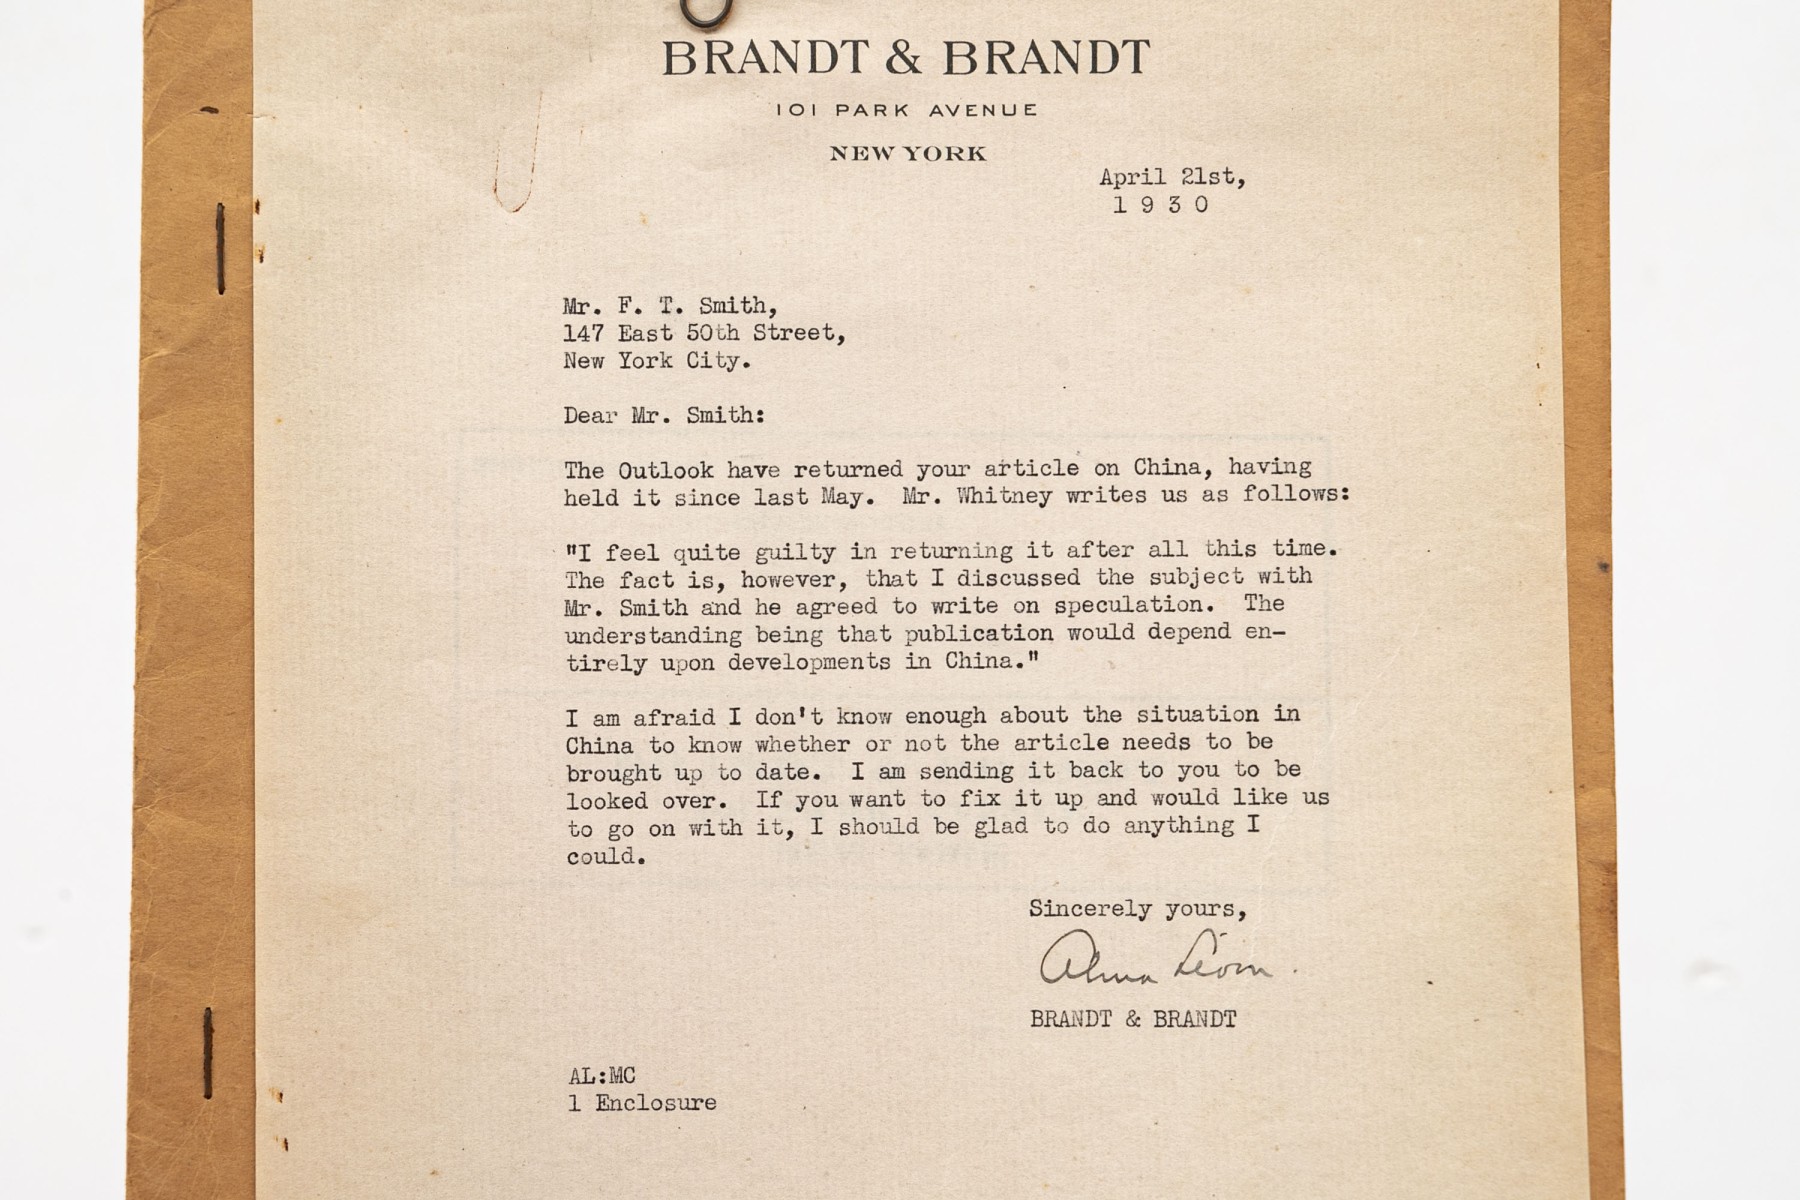 BRANDT & BRANDT
101 PARK AVENUE
NEW YORK
April 21st,
1 9 3 0
Mr. F. T. Smith,
147 East 50th Street,
New York City.
Dear Mr. Smith:
The Outlook have returned your article on China, having
held it since last May. Mr. Whitney writes us as follows:
"I feel quite guilty in returning it after all this time.
The fact is, however, that I discussed the subject with
Mr. Smith and he agreed to write on speculation. The
understanding being that publication would depend en-
tirely upon developments in China."
I am afraid I don't know enough about the situation in
China to know whether or not the article needs to be
brought up to date. I am sending it back to you to be
looked over. If you want to fix it up and would like us
to go on with it, I should be glad to do anything I
could.
Sincerely yours,
Alma
BRANDT & BRANDT
AL:MC
1 Enclosure